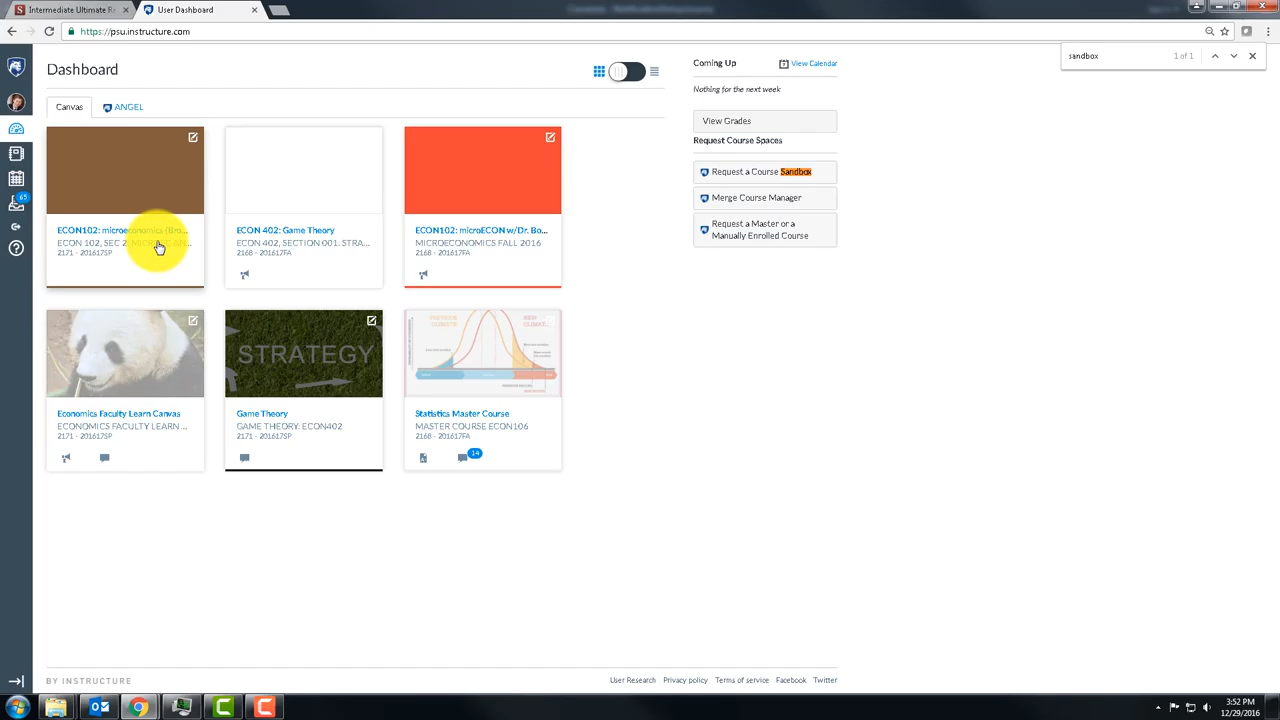 Intermediate Ultimate R
User Dashboard
https://psu.instructure.com
sandbox
1 of 1
Dashboard
Coming Up
View Calendar
Nothing for the next week
Canvas
ANGEL
View Grades
Request Course Spaces
Request a Course Sandbox
Merge Course Manager
Request a Master or a
Manually Enrolled Course
65
ECON102: microeconomics (Bro...
ECON 102, SEC 2: MICROEC AN...
2171 - 201617SP
ECON 402: Game Theory
ECON 402, SECTION 001: STRA...
2168 - 201617FA
ECON102: microECON w/Dr. Bo...
MICROECONOMICS FALL 2016
2168 - 201617FA
STRATEGY
Economics Faculty Learn Canvas
ECONOMICS FACULTY LEARN ...
2171 - 201617SP
Game Theory
GAME THEORY: ECON402
2171 - 201617SP
Statistics Master Course
MASTER COURSE ECON106
2168 - 201617FA
14
BY INSTRUCTURE
User Research
Privacy policy
Terms of service
Facebook
Twitter
3:52 PM
12/29/2016